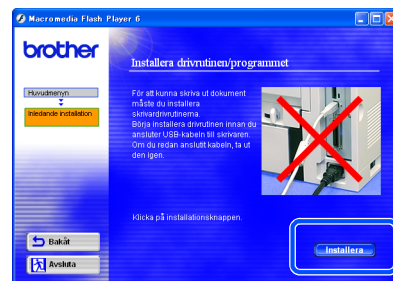 Macromedia Flash Player 6
brother
Installera drivrutinen/programmet
Huvudmenyn
Inledande installation
För att kunna skriva ut dokument
måste du installera
skrivardrivrutinerna.
Börja installera drivrutinen innan du
ansluter USB-kabeln till skrivaren.
Om du redan anslutit kabeln, ta ut
den igen.
Klicka på installationsknappen.
Bakåt
Installera
Avsluta